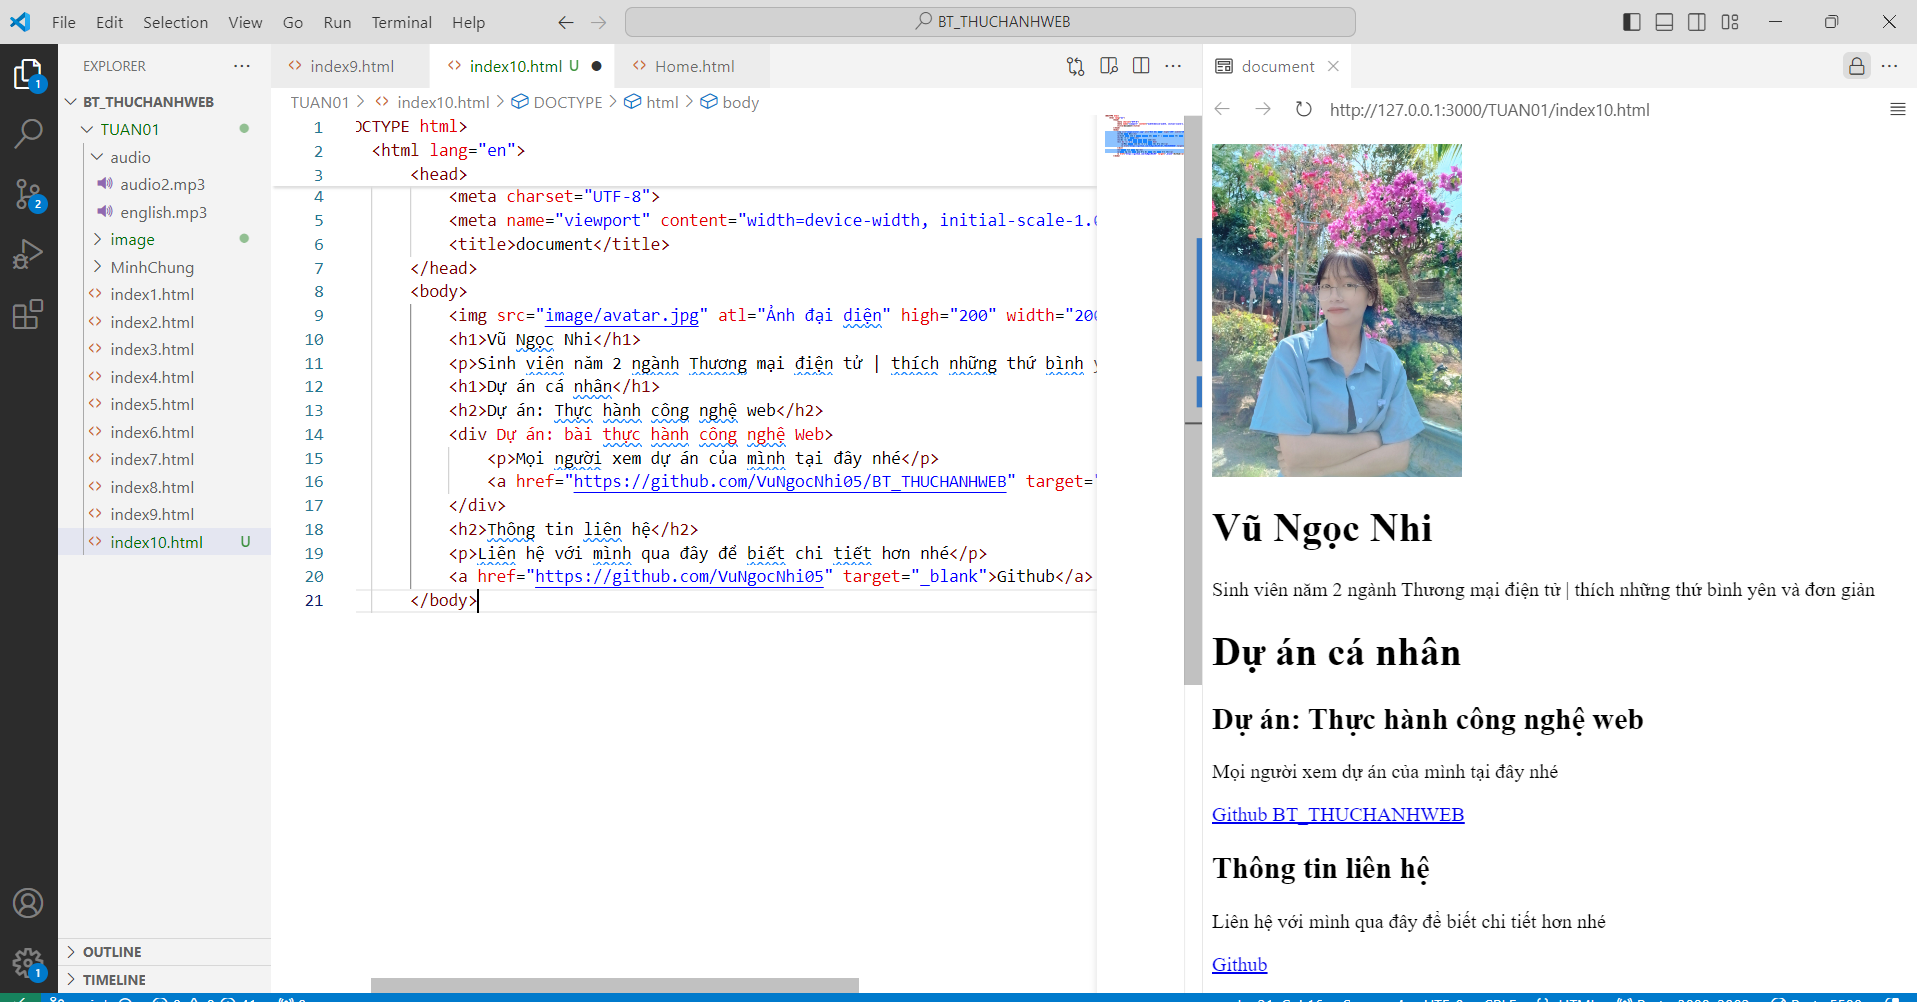 File Edit Selection View Go Run Terminal Help
BT_THUCHANHWEB
EXPLORER
BT_THUCHANHWEB
TUAN01
audio
audio2.mp3
english.mp3
image
MinhChung
index1.html
index2.html
index3.html
index4.html
index5.html
index6.html
index7.html
index8.html
index9.html
index10.html U
OUTLINE
TIMELINE
1
2
1
index9.html index10.html U Home.html
TUAN01 > index10.html > DOCTYPE > html > body
1 OCTYPE html>
2 <html lang="en">
3 <head>
4 <meta charset="UTF-8">
5 <meta name="viewport" content="width=device-width, initial-scale=1.0
6 <title>document</title>
7 </head>
8 <body>
9 <img src="image/avatar.jpg" atl="Ảnh đại diện" high="200" width="200
10 <h1>Vũ Ngọc Nhi</h1>
11 <p>Sinh viên năm 2 ngành Thương mại điện tử | thích những thứ bình y
12 <h1>Dự án cá nhân</h1>
13 <h2>Dự án: Thực hành công nghệ web</h2>
14 <div Dự án: bài thực hành công nghệ Web>
15 <p>Mọi người xem dự án của mình tại đây nhé</p>
16 <a href="https://github.com/VuNgocNhi05/BT_THUCHANHWEB" target="
17 </div>
18 <h2>Thông tin liên hệ</h2>
19 <p>Liên hệ với mình qua đây để biết chi tiết hơn nhé</p>
20 <a href="https://github.com/VuNgocNhi05" target="_blank">Github</a>
21 </body>
document
http://127.0.0.1:3000/TUAN01/index10.html
Vũ Ngọc Nhi
Sinh viên năm 2 ngành Thương mại điện tử | thích những thứ bình yên và đơn giản
Dự án cá nhân
Dự án: Thực hành công nghệ web
Mọi người xem dự án của mình tại đây nhé
Github BT_THUCHANHWEB
Thông tin liên hệ
Liên hệ với mình qua đây để biết chi tiết hơn nhé
Github